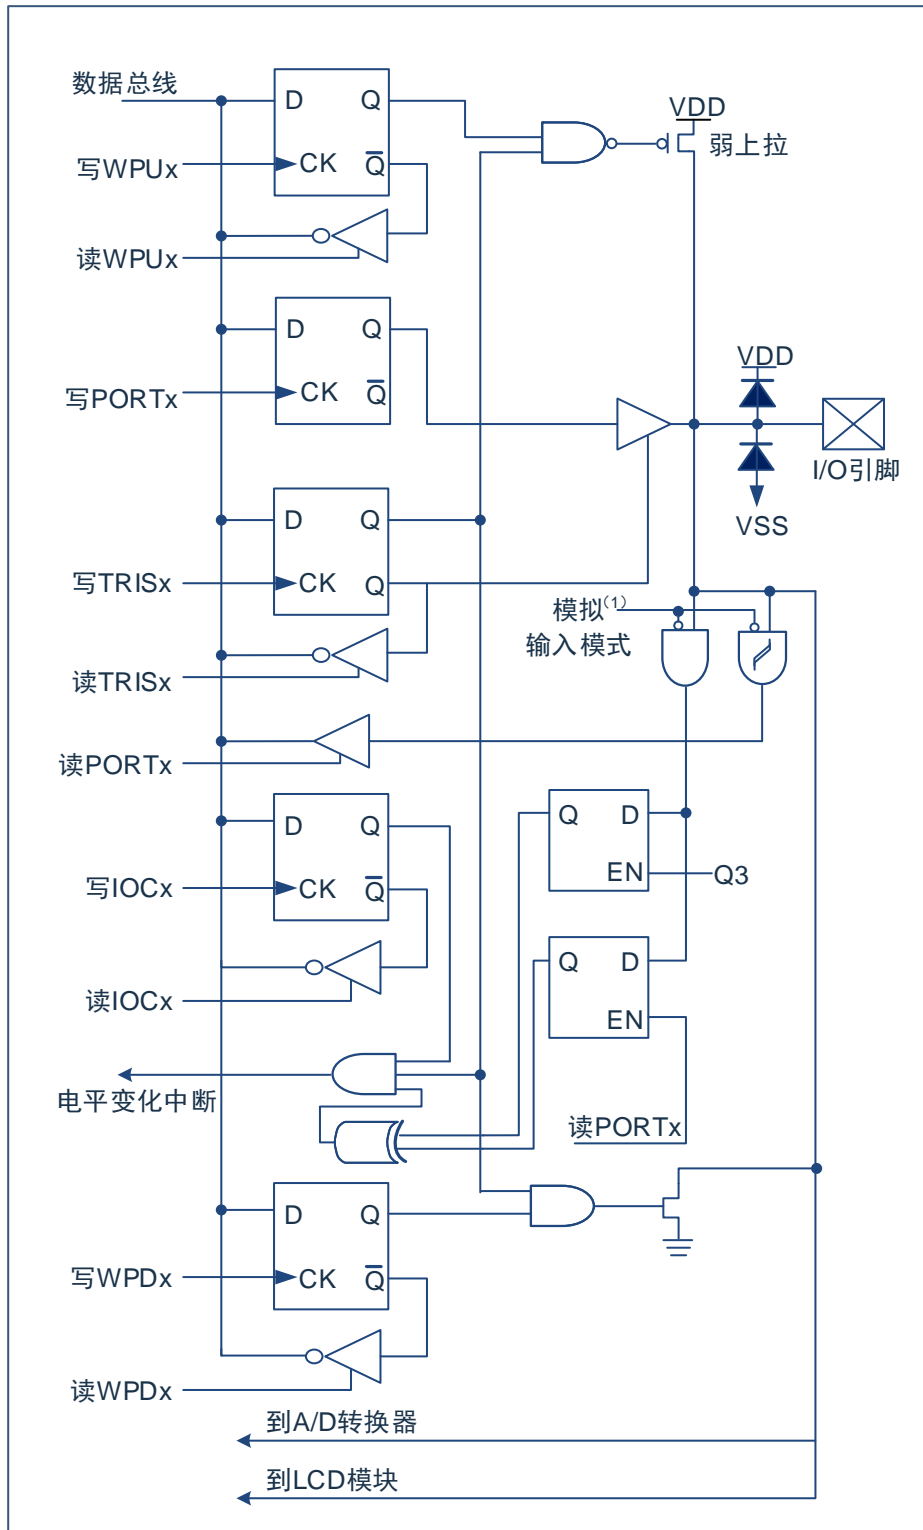 数据总线
D Q
VDD
弱上拉
写WPUx
CK Q
读WPUx
D Q
VDD
写PORTx
CK Q
I/O引脚
VSS
D Q
写TRISx
CK Q
模拟(1)
输入模式
读TRISx
读PORTx
D Q
Q D
EN
Q3
写IOCx
CK Q
Q D
读IOCx
EN
电平变化中断
读PORTx
D Q
写WPDx
CK Q
读WPDx
到A/D转换器
到LCD模块